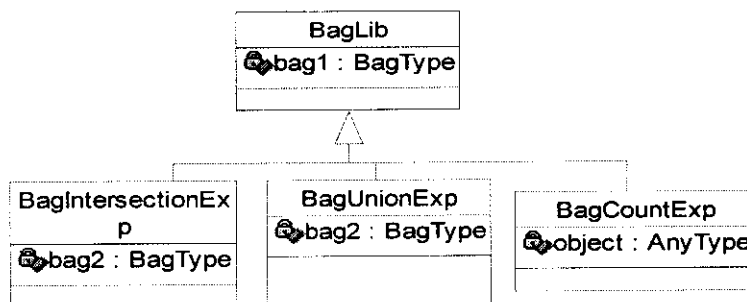 BagLib
bag1 : BagType
BagIntersectionEx
p
bag2 : BagType
BagUnionExp
bag2 : BagType
BagCountExp
object : AnyType